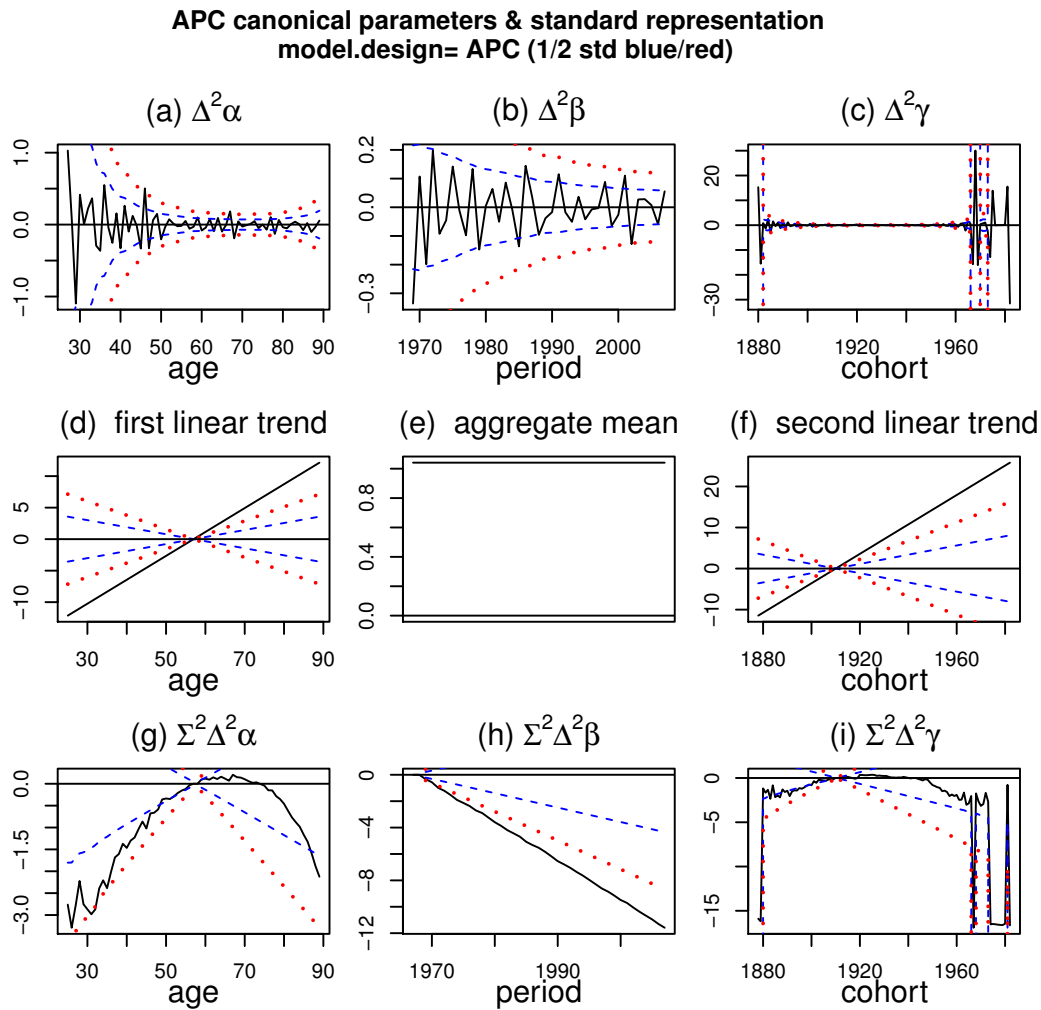 APC canonical parameters & standard representation
model.design= APC (1/2 std blue/red)
(a) Δ²α
(b) Δ²β
(c) Δ²γ
1.0
0.0
−1.0
30 40 50 60 70 80 90
age
0.2
0.0
−0.3
1970 1980 1990 2000
period
20
0
−30
1880 1920 1960
cohort
(d) first linear trend
(e) aggregate mean
(f) second linear trend
5
0
−10
30 50 70 90
age
0.8
0.4
0.0
20
10
0
−10
1880 1920 1960
cohort
(g) Σ²Δ²α
(h) Σ²Δ²β
(i) Σ²Δ²γ
0.0
−1.5
−3.0
30 50 70 90
age
0
−4
−8
−12
1970 1990
period
0
−5
−15
1880 1920 1960
cohort